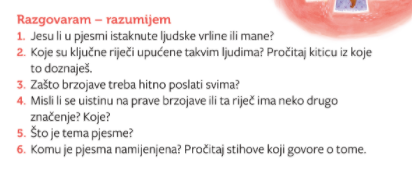 Razgovaram – razumijem
1. Jesu li u pjesmi istaknute ljudske vrline ili mane?
2. Koje su ključne riječi upućene takvim ljudima? Pročitaj kiticu iz koje
to doznaješ.
3. Zašto brzojave treba hitno poslati svima?
4. Misli li se uistinu na prave brzojave ili ta riječ ima neko drugo
značenje? Koje?
5. Što je tema pjesme?
6. Komu je pjesma namijenjena? Pročitaj stihove koji govore o tome.